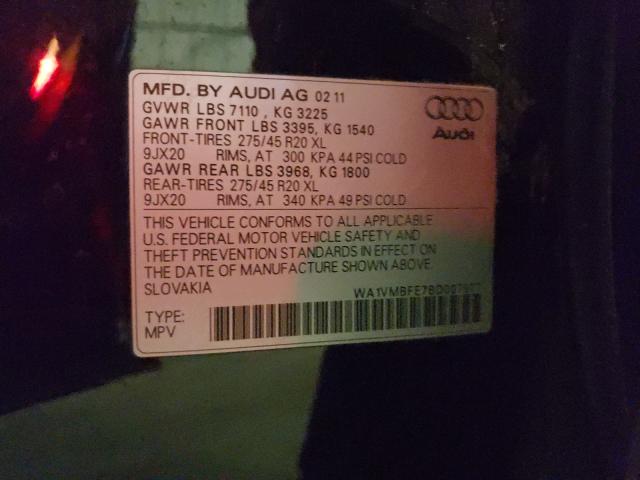 MFD. BY AUDI AG 02 11
GVWR LBS 7110 , KG 3225
GAWR FRONT LBS 3395, KG 1540
FRONT-TIRES 275/45 R20 XL
9JX20 RIMS, AT 300 KPA 44 PSI COLD
GAWR REAR LBS 3968, KG 1800
REAR-TIRES 275/45 R20 XL
9JX20 RIMS, AT 340 KPA 49 PSI COLD
Audi
THIS VEHICLE CONFORMS TO ALL APPLICABLE
U.S. FEDERAL MOTOR VEHICLE SAFETY AND
THEFT PREVENTION STANDARDS IN EFFECT ON
THE DATE OF MANUFACTURE SHOWN ABOVE.
SLOVAKIA
TYPE:
MPV